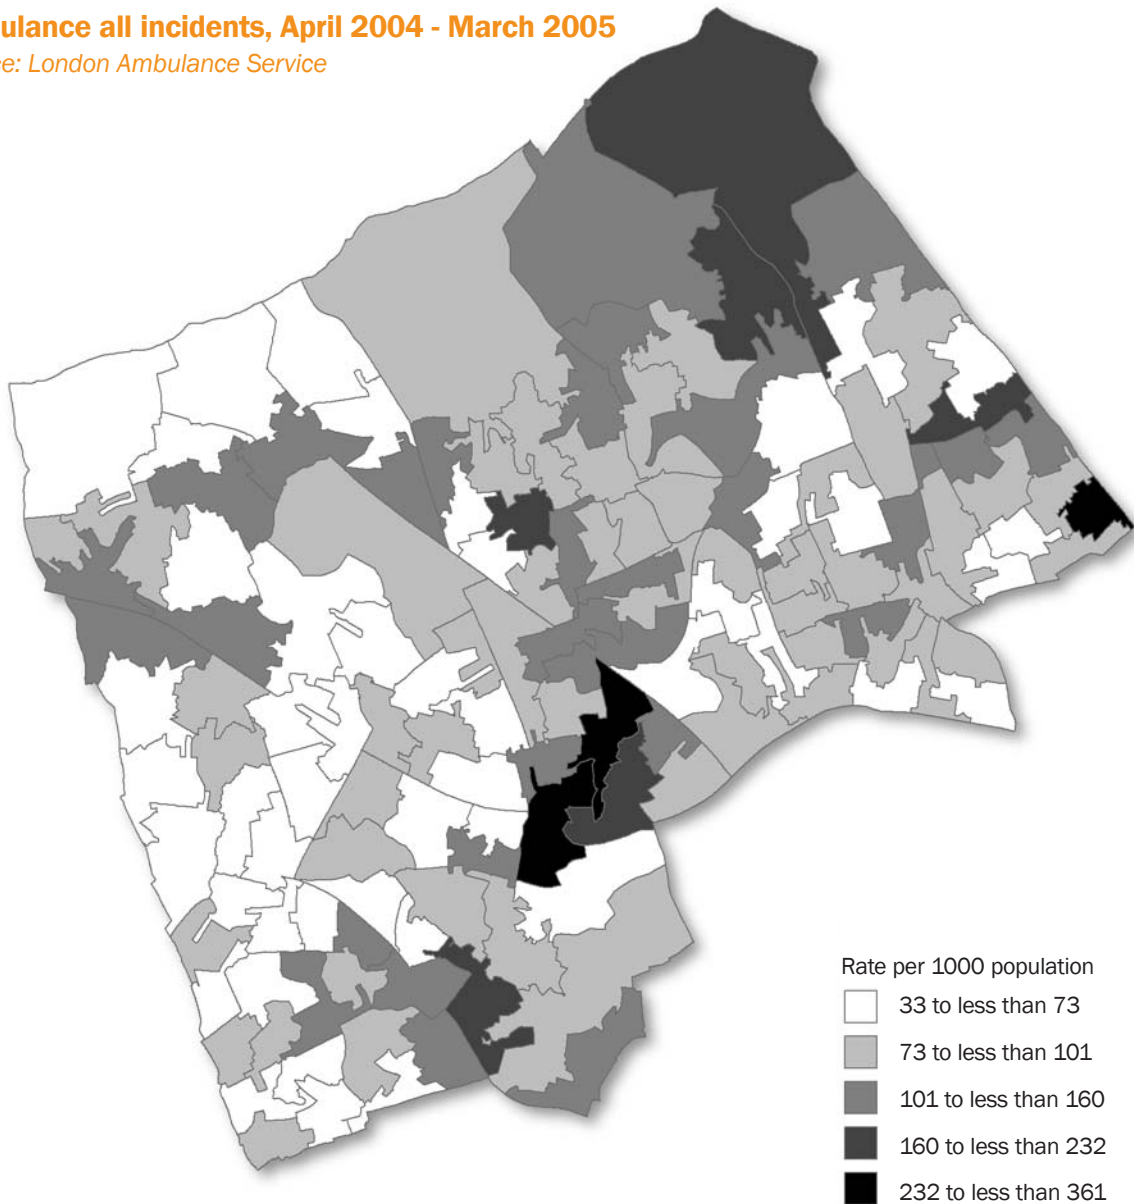 ulance all incidents, April 2004 - March 2005
e: London Ambulance Service
Rate per 1000 population
33 to less than 73
73 to less than 101
101 to less than 160
160 to less than 232
232 to less than 361